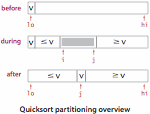 before v
lo hi
during v ≤ v ≥ v
i j
after ≤ v v ≥ v
lo j hi
Quicksort partitioning overview